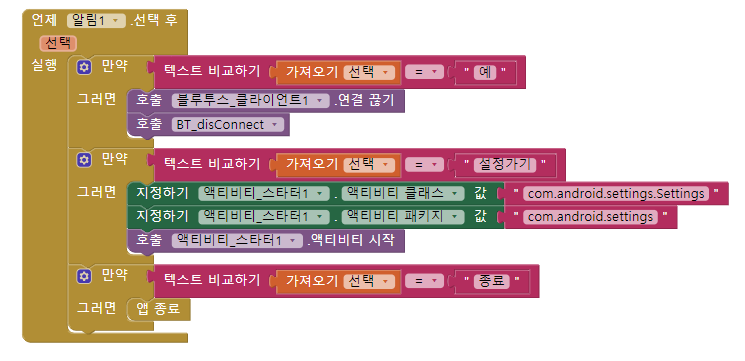 언제 알림1 .선택 후
선택
실행 만약 텍스트 비교하기 가져오기 선택 = " 예 "
그러면 호출 블루투스_클라이언트1 .연결 끊기
호출 BT_disConnect
만약 텍스트 비교하기 가져오기 선택 = " 설정가기 "
그러면 지정하기 액티비티_스타터1 . 액티비티 클래스 값 " com.android.settings.Settings "
지정하기 액티비티_스타터1 . 액티비티 패키지 값 " com.android.settings "
호출 액티비티_스타터1 .액티비티 시작
만약 텍스트 비교하기 가져오기 선택 = " 종료 "
그러면 앱 종료